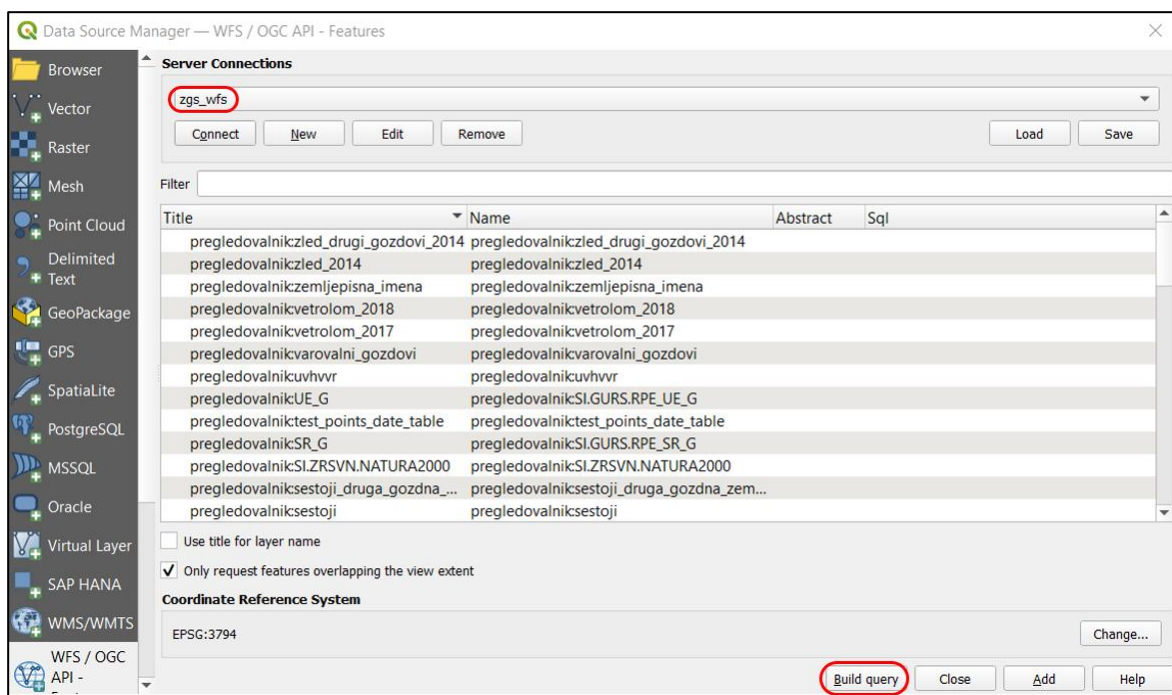 Data Source Manager — WFS / OGC API - Features
Browser
Vector
Raster
Mesh
Point Cloud
Delimited
Text
GeoPackage
GPS
SpatiaLite
PostgreSQL
MSSQL
Oracle
Virtual Layer
SAP HANA
WMS/WMTS
WFS / OGC
API -
Server Connections
zgs_wfs
Connect New Edit Remove Load Save
Filter
Title Name Abstract Sql
pregledovalnik:zled_drugi_gozdovi_2014 pregledovalnik:zled_drugi_gozdovi_2014
pregledovalnik:zled_2014 pregledovalnik:zled_2014
pregledovalnik:zemljepisna_imena pregledovalnik:zemljepisna_imena
pregledovalnik:vetrolom_2018 pregledovalnik:vetrolom_2018
pregledovalnik:vetrolom_2017 pregledovalnik:vetrolom_2017
pregledovalnik:varovalni_gozdovi pregledovalnik:varovalni_gozdovi
pregledovalnik:uvhvvr pregledovalnik:uvhvvr
pregledovalnik:UE_G pregledovalnik:SI.GURS.RPE_UE_G
pregledovalnik:test_points_date_table pregledovalnik:test_points_date_table
pregledovalnik:SR_G pregledovalnik:SI.GURS.RPE_SR_G
pregledovalnik:SI.ZRSVN.NATURA2000 pregledovalnik:SI.ZRSVN.NATURA2000
pregledovalnik:sestoji_druga_gozdna_... pregledovalnik:sestoji_druga_gozdna_zem...
pregledovalnik:sestoji pregledovalnik:sestoji
Use title for layer name
Only request features overlapping the view extent
Coordinate Reference System
EPSG:3794 Change...
Build query Close Add Help